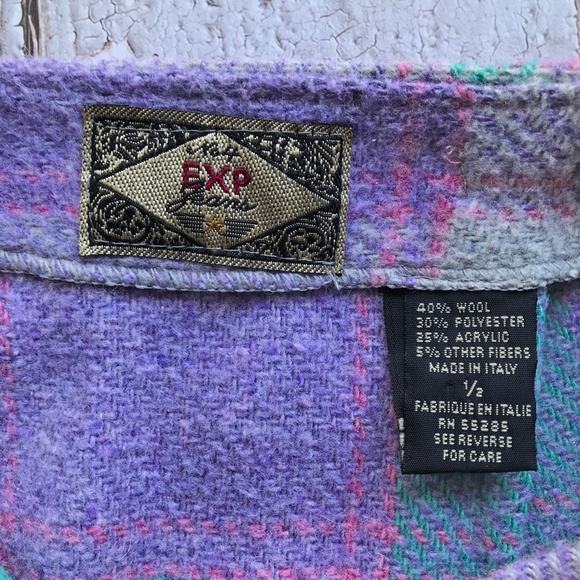 EXP
Jeans
40% WOOL
30% POLYESTER
25% ACRYLIC
5% OTHER FIBERS
MADE IN ITALY
1/2
FABRIQUE EN ITALIE
RN 55285
SEE REVERSE
FOR CARE